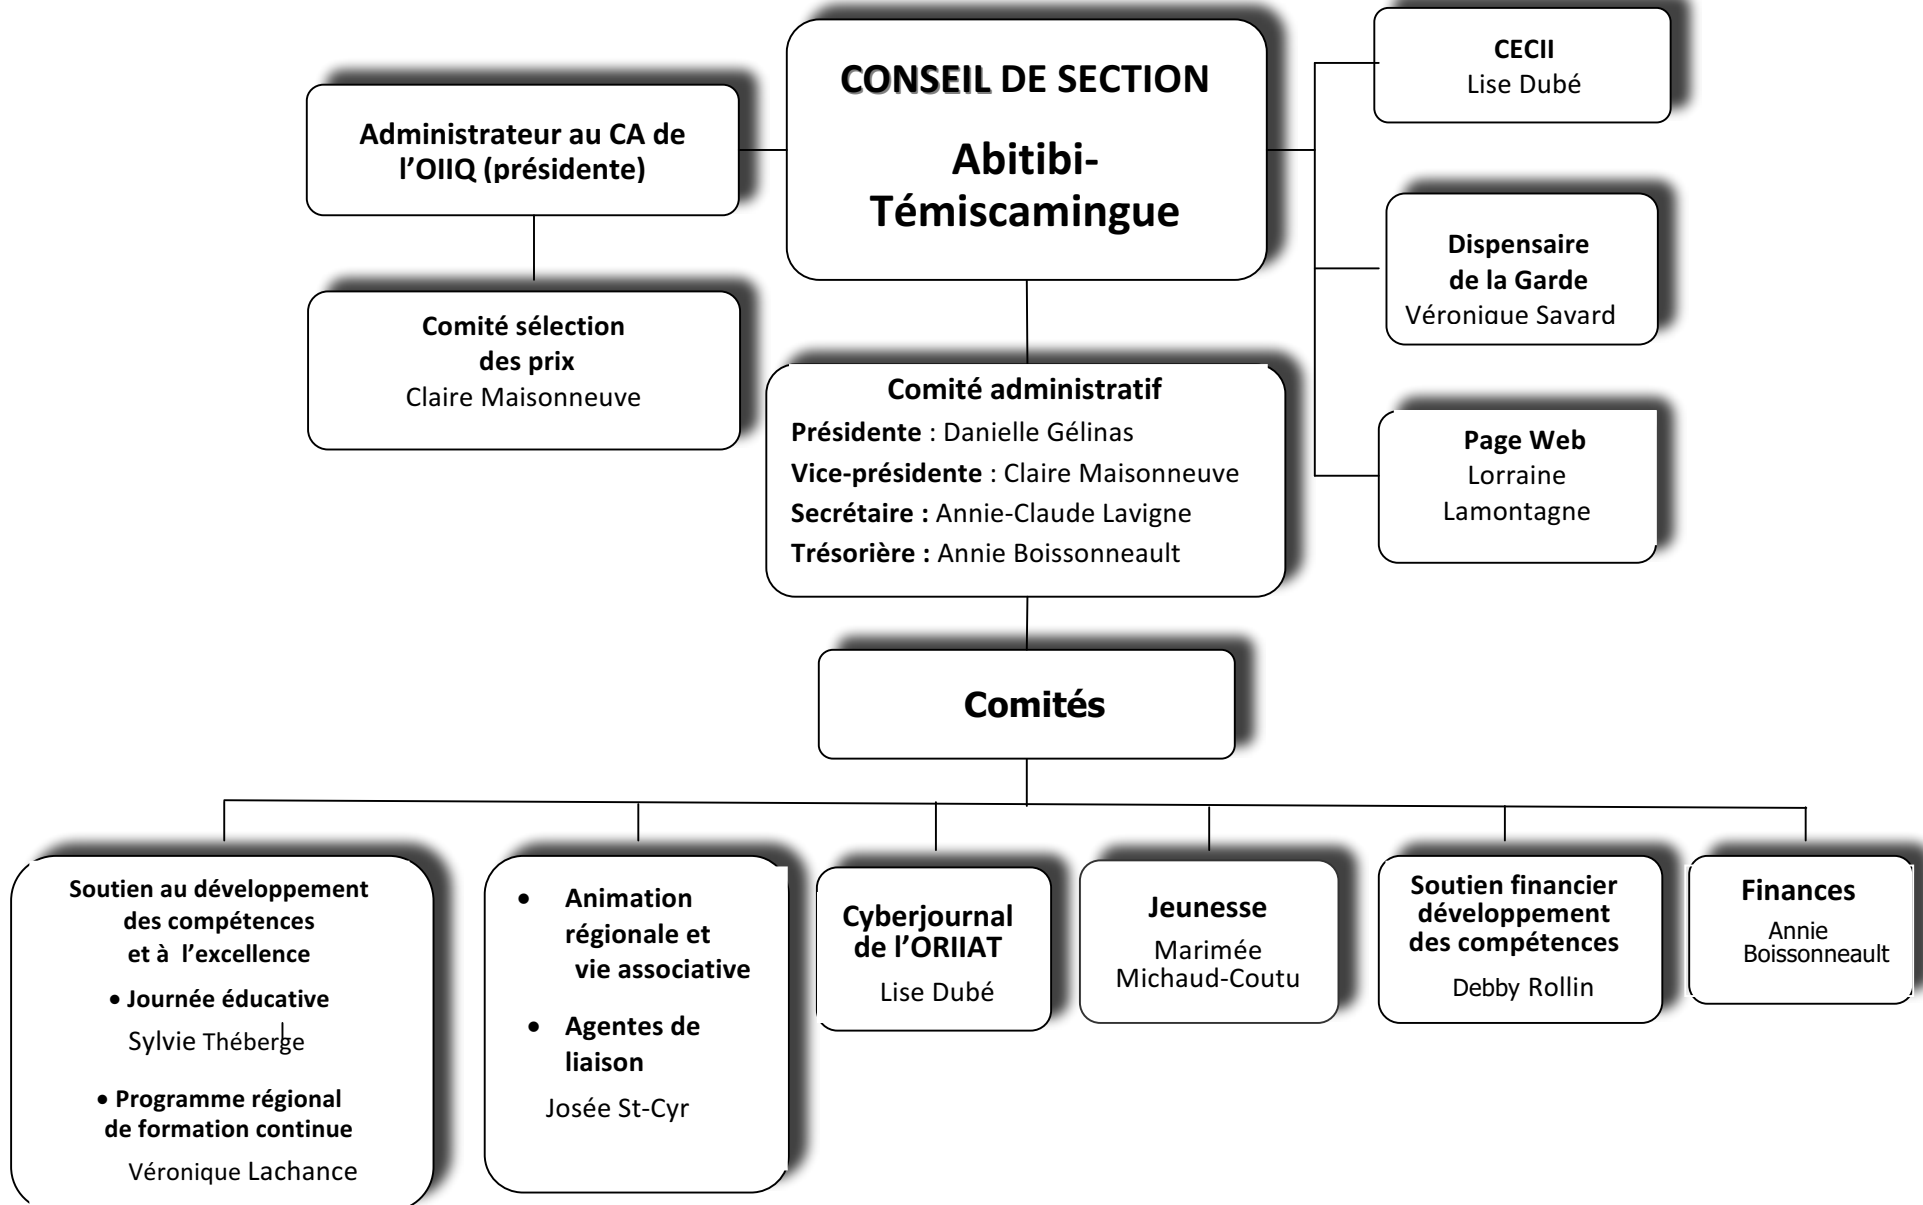 CONSEIL DE SECTION
Abitibi-
Témiscamingue
Administrateur au CA de
l’OIIQ (présidente)
Comité sélection
des prix
Claire Maisonneuve
CECII
Lise Dubé
Dispensaire
de la Garde
Véronique Savard
Page Web
Lorraine
Lamontagne
Comité administratif
Présidente : Danielle Gélinas
Vice-présidente : Claire Maisonneuve
Secrétaire : Annie-Claude Lavigne
Trésorière : Annie Boissonneault
Comités
Soutien au développement
des compétences
et à l’excellence
• Journée éducative
Sylvie Théberge
• Programme régional
de formation continue
Véronique Lachance
• Animation
régionale et
vie associative
• Agentes de
liaison
Josée St-Cyr
Cyberjournal
de l’ORIIAT
Lise Dubé
Jeunesse
Marimée
Michaud-Coutu
Soutien financier
développement
des compétences
Debby Rollin
Finances
Annie
Boissonneault